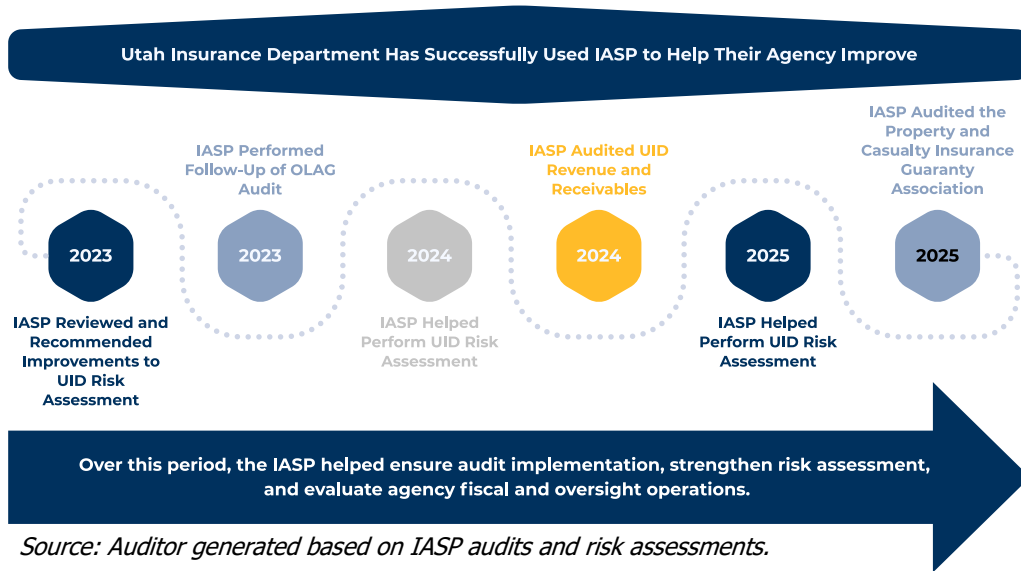 Utah Insurance Department Has Successfully Used IASP to Help Their Agency Improve
2023
IASP Reviewed and
Recommended
Improvements to
UID Risk
Assessment
IASP Performed
Follow-Up of OLAG
Audit
2023
2024
IASP Helped
Perform UID Risk
Assessment
IASP Audited UID
Revenue and
Receivables
2024
2025
IASP Helped
Perform UID Risk
Assessment
IASP Audited the
Property and
Casualty Insurance
Guaranty
Association
2025
Over this period, the IASP helped ensure audit implementation, strengthen risk assessment,
and evaluate agency fiscal and oversight operations.
Source: Auditor generated based on IASP audits and risk assessments.